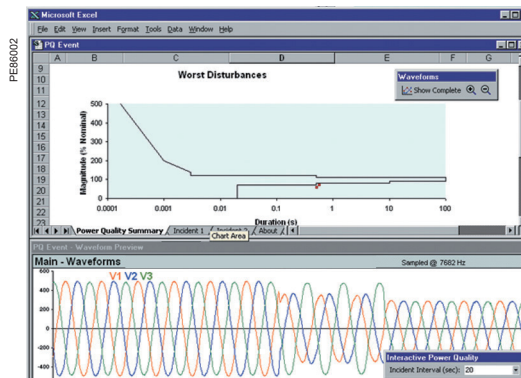 PE86002
Microsoft Excel
File Edit View Insert Format Tools Data Window Help
PQ Event
A B C D E F G
9
10
11
12
13
14
15
16
17
18
19
20
21
22
23
Worst Disturbances
Waveforms
Show Complete
Magnitude (% Nominal)
500
400
300
200
100
0
0.0001 0.001 0.01 0.1 1 10 100
Duration (s)
Power Quality Summary Incident 1 About
Chart Area
PQ Event - Waveform Preview
Main - Waveforms
Sampled @ 7682 Hz
V1 V2 V3
600
400
200
0
-200
-400
Interactive Power Quality
Incident Interval (sec): 20